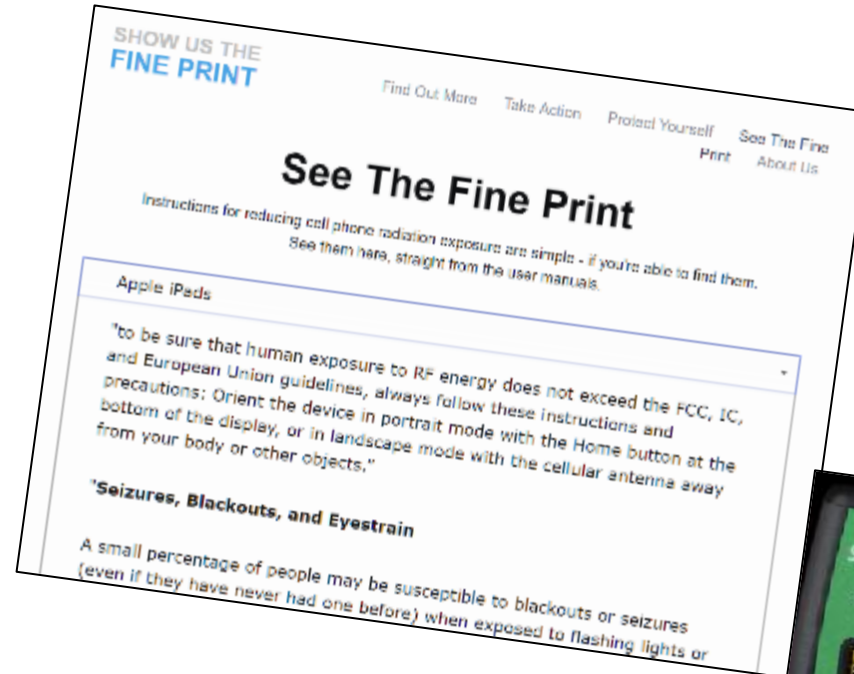 SHOW US THE
FINE PRINT
Find Out More Take Action Protect Yourself See The Fine
Print About Us
See The Fine Print
Instructions for reducing cell phone radiation exposure are simple - if you're able to find them.
See them here, straight from the user manuals.
Apple iPads
"to be sure that human exposure to RF energy does not exceed the FCC, IC,
and European Union guidelines, always follow these instructions and
precautions: Orient the device in portrait mode with the Home button at the
bottom of the display, or in landscape mode with the cellular antenna away
from your body or other objects."
"Seizures, Blackouts, and Eyestrain
A small percentage of people may be susceptible to blackouts or seizures
(even if they have never had one before) when exposed to flashing lights or